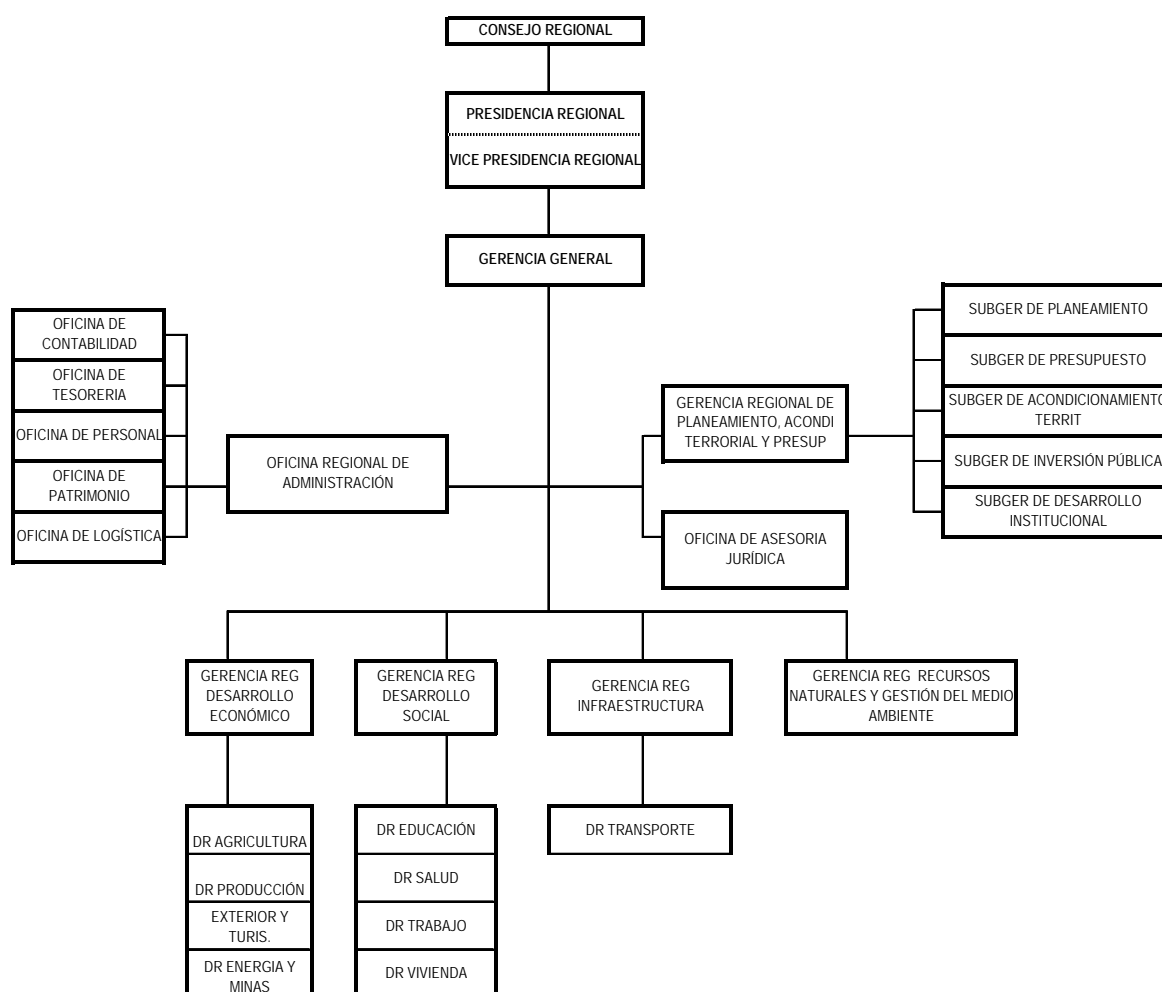 CONSEJO REGIONAL
PRESIDENCIA REGIONAL
VICE PRESIDENCIA REGIONAL
GERENCIA GENERAL
OFICINA DE
CONTABILIDAD
OFICINA DE
TESORERIA
OFICINA DE PERSONAL
OFICINA DE
PATRIMONIO
OFICINA DE LOGÍSTICA
OFICINA REGIONAL DE
ADMINISTRACIÓN
GERENCIA REGIONAL DE
PLANEAMIENTO, ACONDI
TERRORIAL Y PRESUP
OFICINA DE ASESORIA
JURÍDICA
SUBGER DE PLANEAMIENTO
SUBGER DE PRESUPUESTO
SUBGER DE ACONDICIONAMIENTO
TERRIT
SUBGER DE INVERSIÓN PÚBLICA
SUBGER DE DESARROLLO
INSTITUCIONAL
GERENCIA REG
DESARROLLO
ECONÓMICO
GERENCIA REG
DESARROLLO
SOCIAL
GERENCIA REG
INFRAESTRUCTURA
GERENCIA REG RECURSOS
NATURALES Y GESTIÓN DEL MEDIO
AMBIENTE
DR AGRICULTURA
DR PRODUCCIÓN
EXTERIOR Y
TURIS.
DR ENERGIA Y
MINAS
DR EDUCACIÓN
DR SALUD
DR TRABAJO
DR VIVIENDA
DR TRANSPORTE